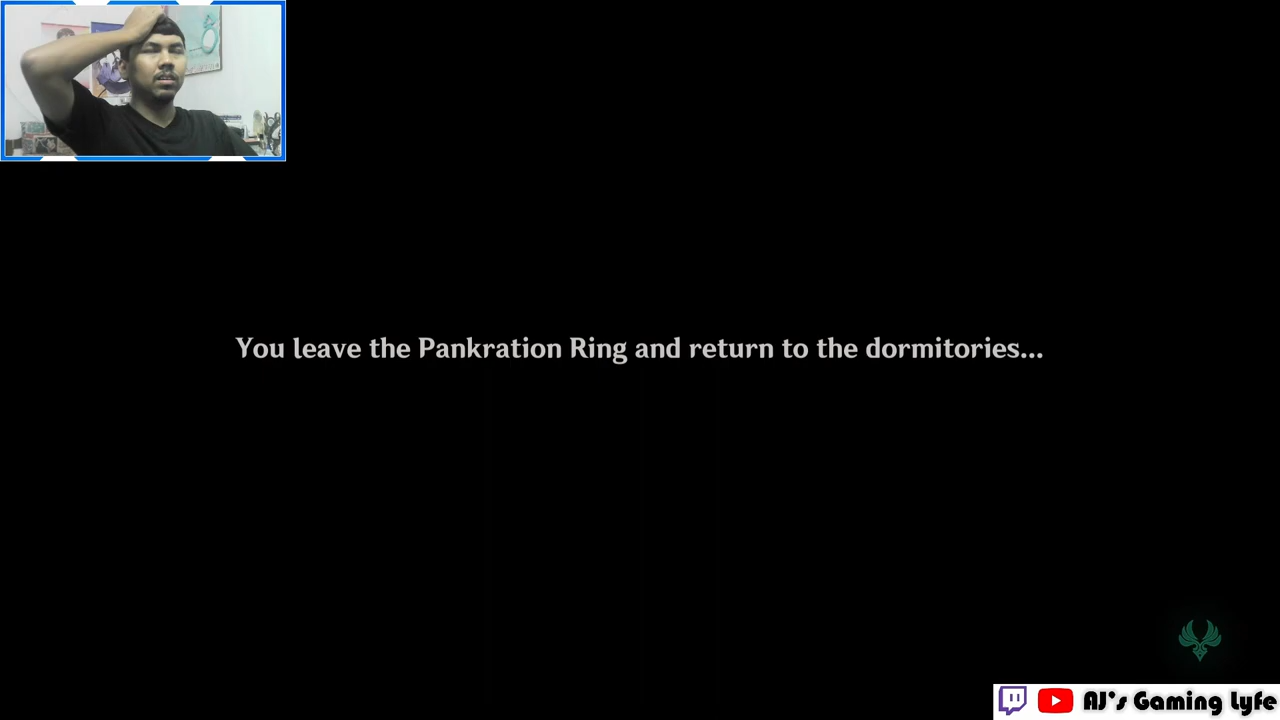 You leave the Pankration Ring and return to the dormitories...
AJ's Gaming Lyfe